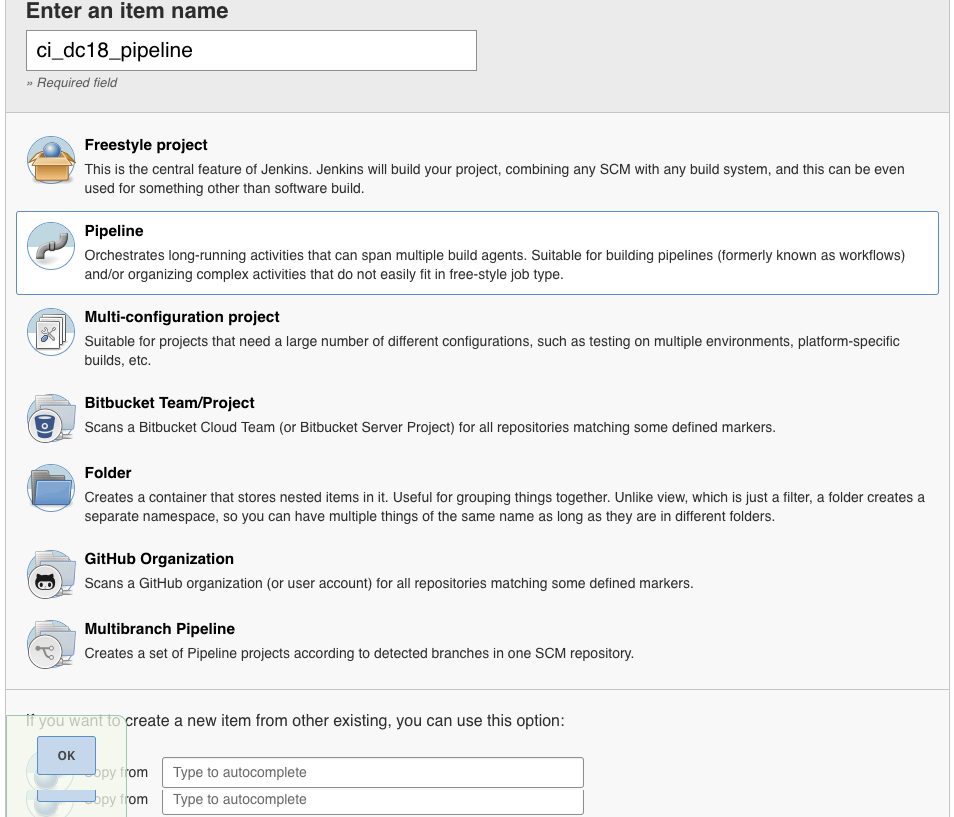 Enter an item name
ci_dc18_pipeline
» Required field
Freestyle project
This is the central feature of Jenkins. Jenkins will build your project, combining any SCM with any build system, and this can be even
used for something other than software build.
Pipeline
Orchestrates long-running activities that can span multiple build agents. Suitable for building pipelines (formerly known as workflows)
and/or organizing complex activities that do not easily fit in free-style job type.
Multi-configuration project
Suitable for projects that need a large number of different configurations, such as testing on multiple environments, platform-specific
builds, etc.
Bitbucket Team/Project
Scans a Bitbucket Cloud Team (or Bitbucket Server Project) for all repositories matching some defined markers.
Folder
Creates a container that stores nested items in it. Useful for grouping things together. Unlike view, which is just a filter, a folder creates a
separate namespace, so you can have multiple things of the same name as long as they are in different folders.
GitHub Organization
Scans a GitHub organization (or user account) for all repositories matching some defined markers.
Multibranch Pipeline
Creates a set of Pipeline projects according to detected branches in one SCM repository.
If you want to create a new item from other existing, you can use this option:
OK
Copy from
Type to autocomplete
Copy from
Type to autocomplete